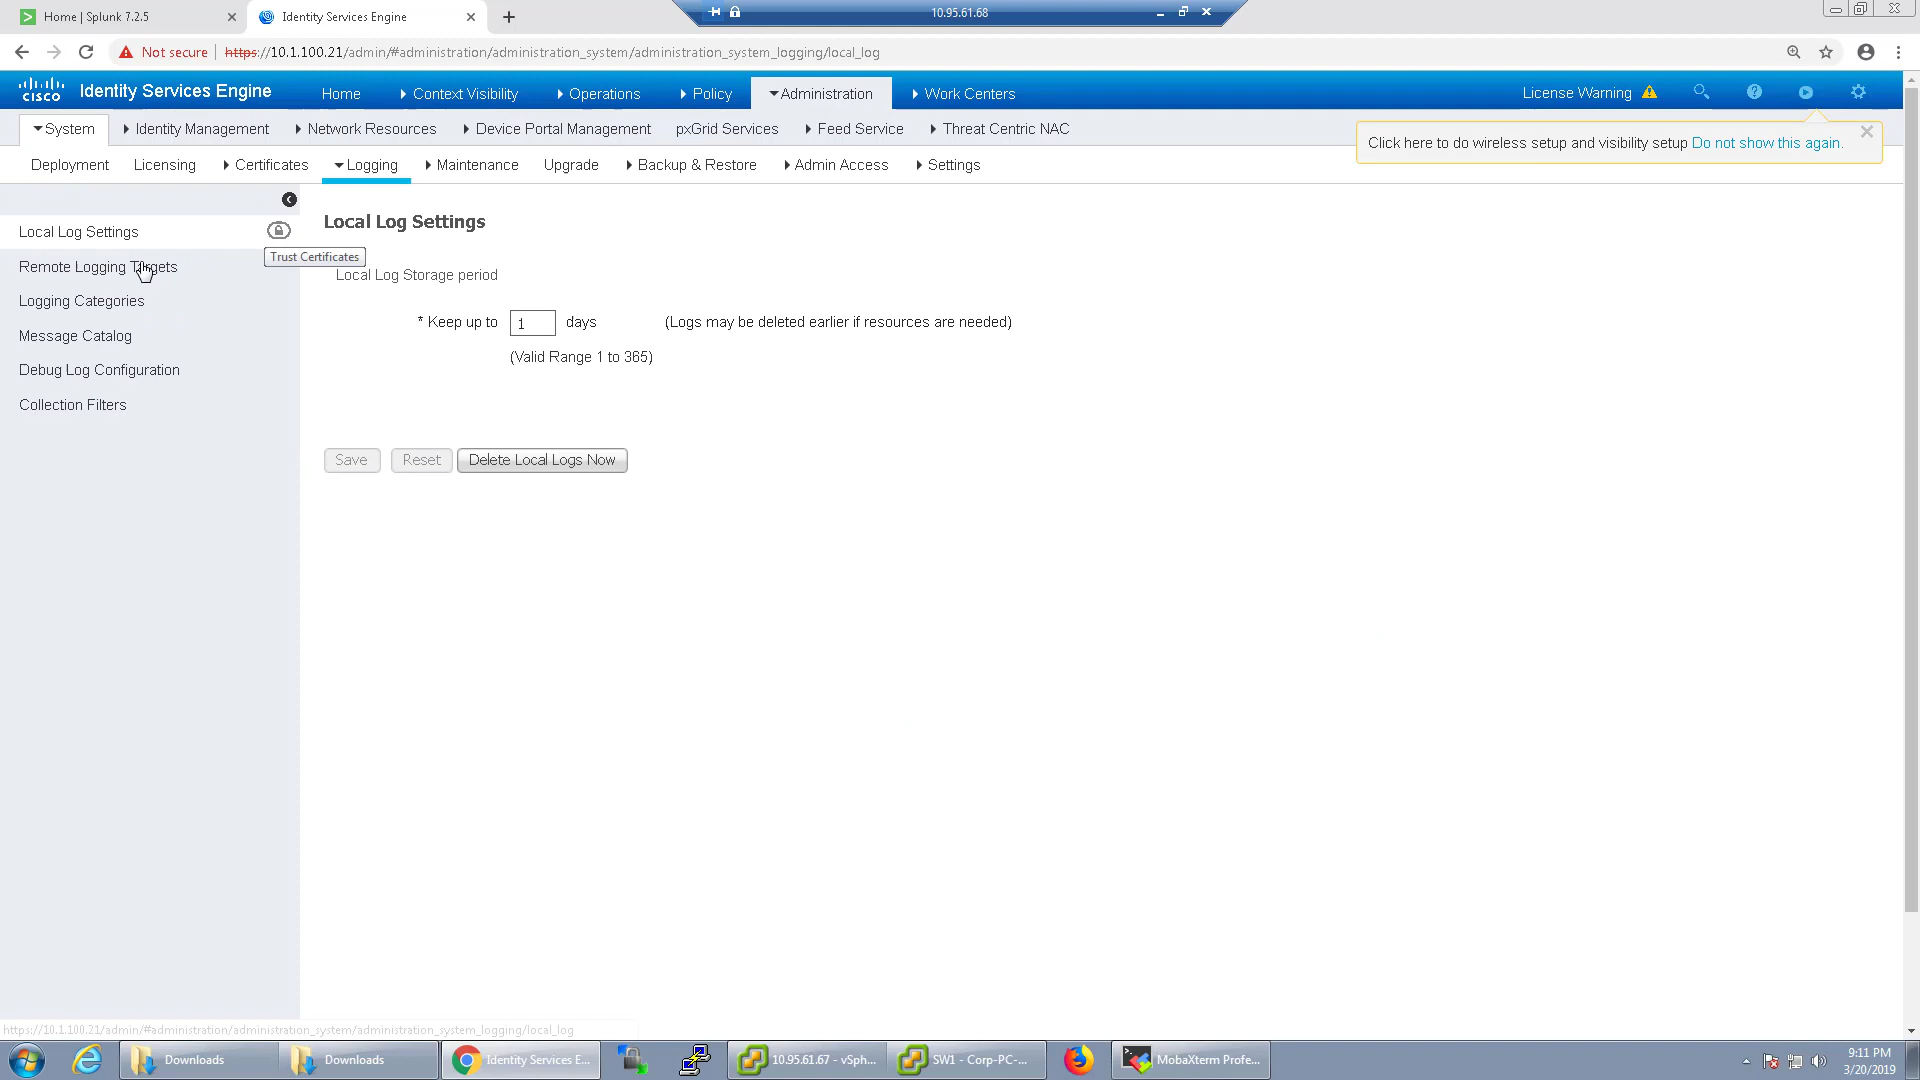 Home | Splunk 7.2.5
Identity Services Engine
10.95.61.68
Not secure | https://10.1.100.21/admin/#administration/administration_system/administration_system_logging/local_log
cisco Identity Services Engine Home Context Visibility Operations Policy Administration Work Centers License Warning
System Identity Management Network Resources Device Portal Management pxGrid Services Feed Service Threat Centric NAC
Click here to do wireless setup and visibility setup Do not show this again.
Deployment Licensing Certificates Logging Maintenance Upgrade Backup & Restore Admin Access Settings
Local Log Settings
Remote Logging Targets
Logging Categories
Message Catalog
Debug Log Configuration
Collection Filters
Trust Certificates
Local Log Settings
Local Log Storage period
* Keep up to 1 days (Logs may be deleted earlier if resources are needed)
(Valid Range 1 to 365)
Save Reset Delete Local Logs Now
https://10.1.100.21/admin/#administration/administration_system/administration_system_logging/local_log
Downloads Downloads Identity Services E... 10.95.61.67 - vSph... SW1 - Corp-PC-... MobaXterm Profe...
9:11 PM
3/20/2019